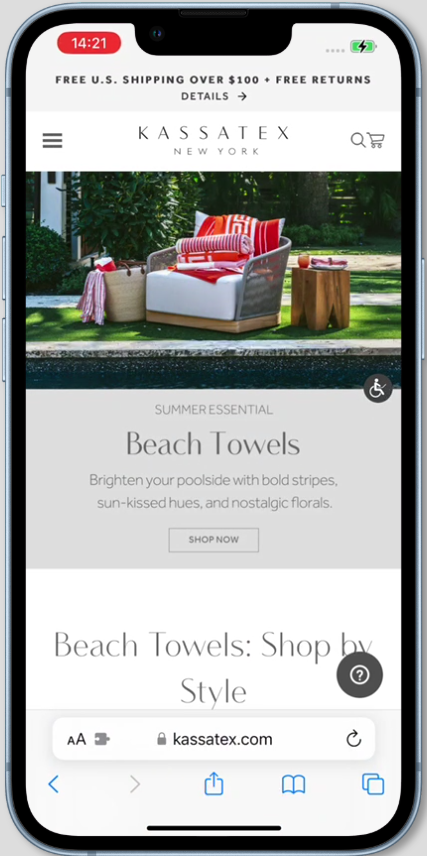 14:21
FREE U.S. SHIPPING OVER $100 + FREE RETURNS
DETAILS →
KASSATEX
NEW YORK
SUMMER ESSENTIAL
Beach Towels
Brighten your poolside with bold stripes,
sun-kissed hues, and nostalgic florals.
SHOP NOW
Beach Towels: Shop by
Style
?
AA
kassatex.com